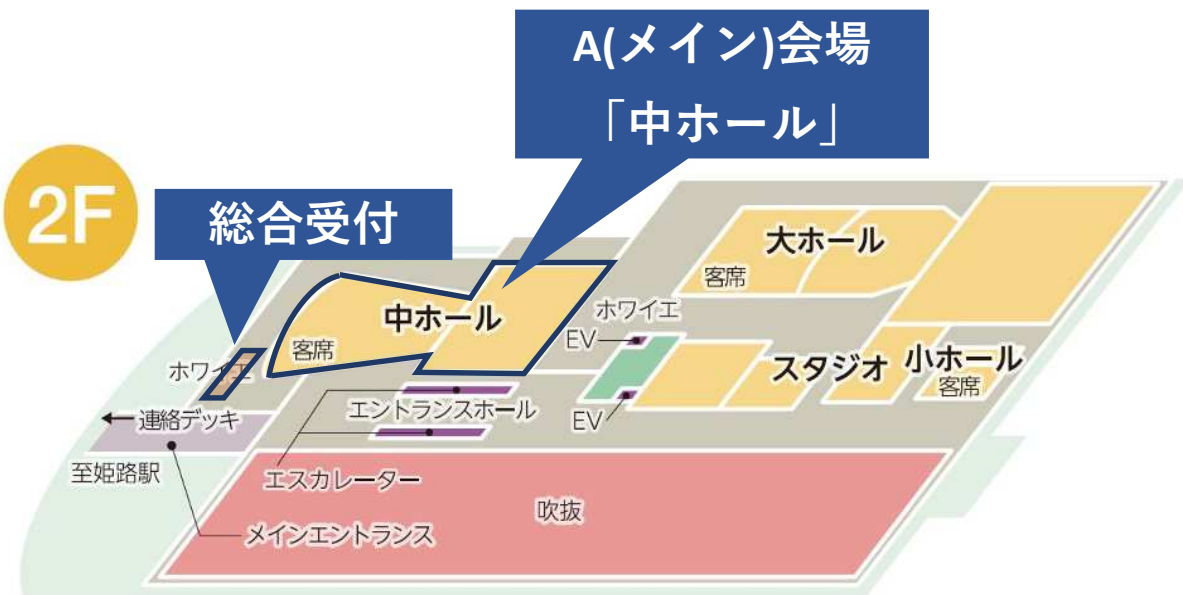 A(メイン)会場
「中ホール」
2F
総合受付
大ホール
客席
中ホール
客席
ホワイエ
EV
ホワイエ
スタジオ
小ホール
客席
連絡デッキ
エントランスホール
EV
至姫路駅
エスカレーター
吹抜
メインエントランス